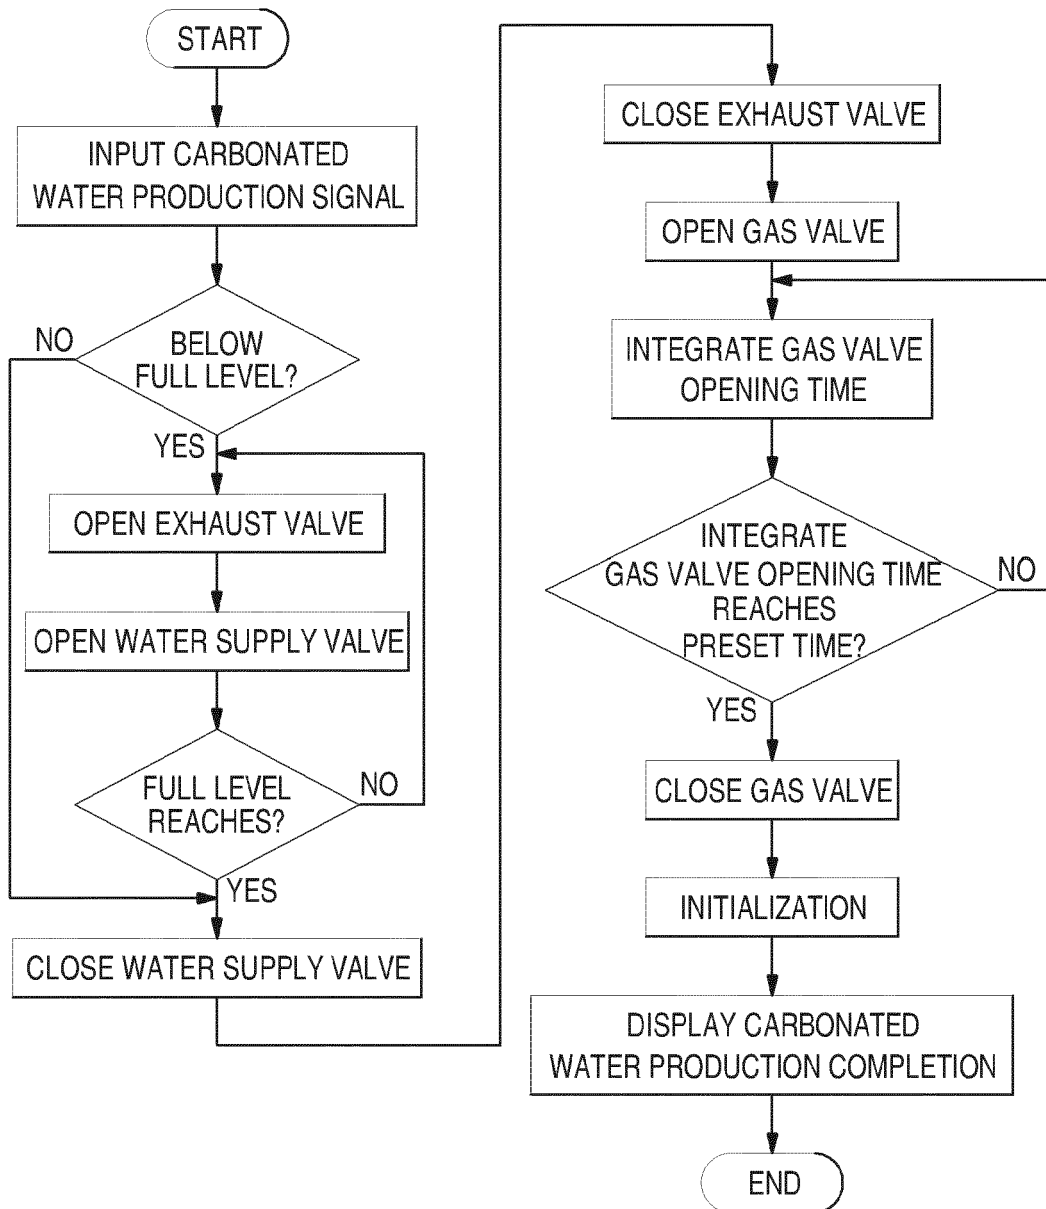 START
INPUT CARBONATED
WATER PRODUCTION SIGNAL
BELOW
FULL LEVEL?
NO
YES
OPEN EXHAUST VALVE
OPEN WATER SUPPLY VALVE
FULL LEVEL
REACHES?
NO
YES
CLOSE WATER SUPPLY VALVE
CLOSE EXHAUST VALVE
OPEN GAS VALVE
INTEGRATE GAS VALVE
OPENING TIME
INTEGRATE
GAS VALVE OPENING TIME
REACHES
PRESET TIME?
NO
YES
CLOSE GAS VALVE
INITIALIZATION
DISPLAY CARBONATED
WATER PRODUCTION COMPLETION
END